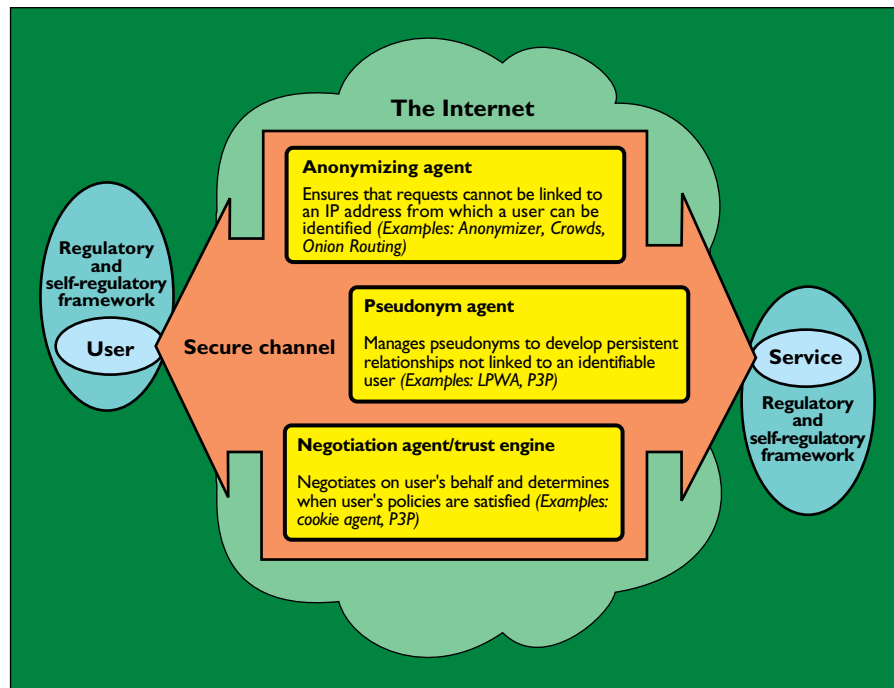 The Internet
Anonymizing agent
Ensures that requests cannot be linked to
an IP address from which a user can be
identified (Examples: Anonymizer, Crowds,
Onion Routing)
Regulatory
and
self-regulatory
framework
User
Secure channel
Pseudonym agent
Manages pseudonyms to develop persistent
relationships not linked to an identifiable
user (Examples: LPWA, P3P)
Service
Regulatory
and
self-regulatory
framework
Negotiation agent/trust engine
Negotiates on user's behalf and determines
when user's policies are satisfied (Examples:
cookie agent, P3P)